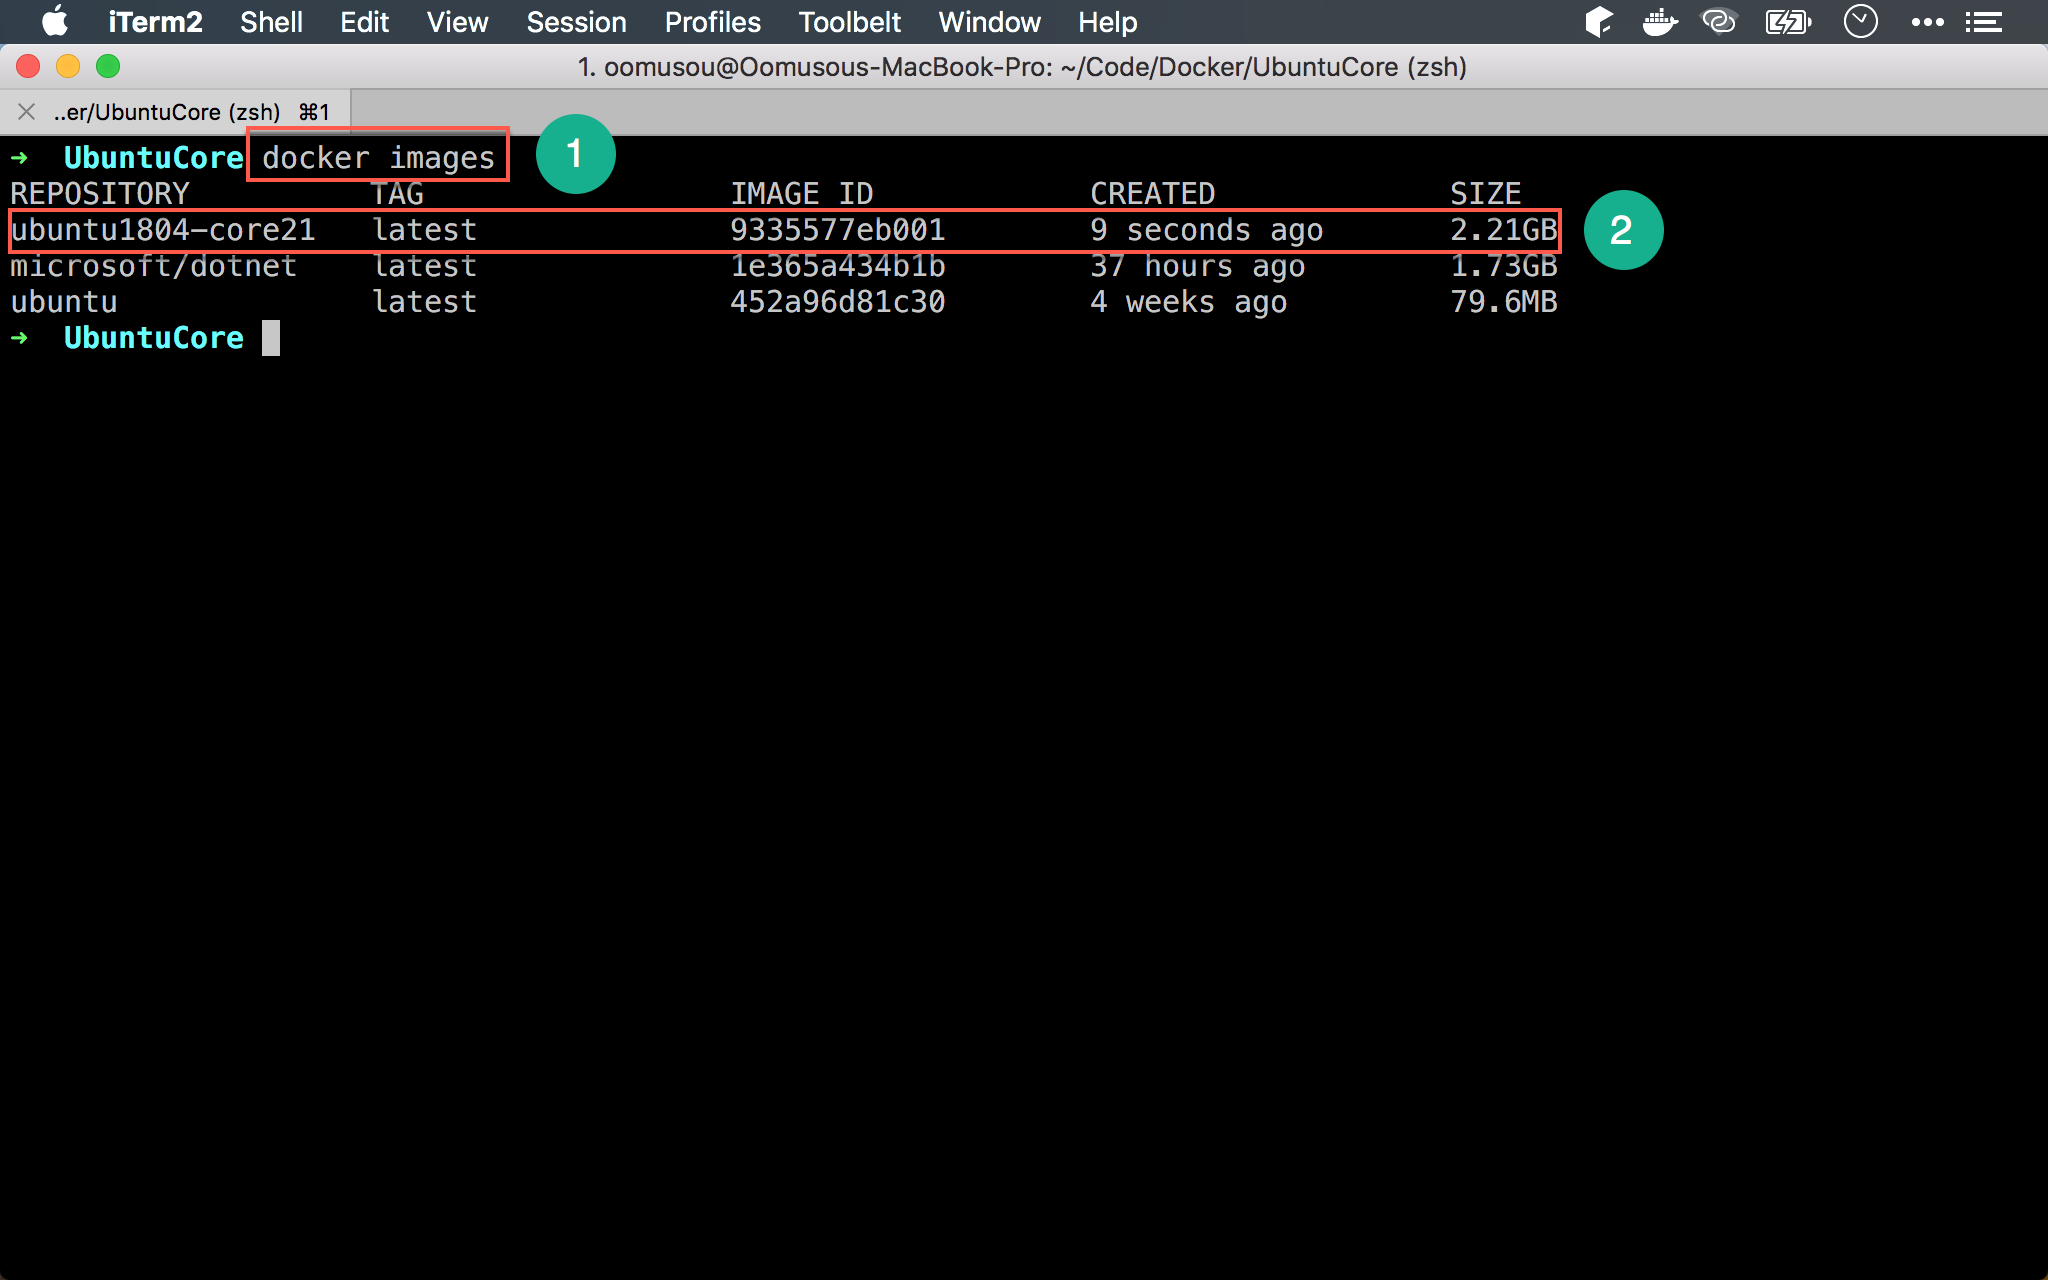 iTerm2 Shell Edit View Session Profiles Toolbelt Window Help
1. oomusou@Oomusous-MacBook-Pro: ~/Code/Docker/UbuntuCore (zsh)
..er/UbuntuCore (zsh) ⌘1
➜ UbuntuCore docker images 1
REPOSITORY TAG IMAGE ID CREATED SIZE
ubuntu1804-core21 latest 9335577eb001 9 seconds ago 2.21GB 2
microsoft/dotnet latest 1e365a434b1b 37 hours ago 1.73GB
ubuntu latest 452a96d81c30 4 weeks ago 79.6MB
➜ UbuntuCore